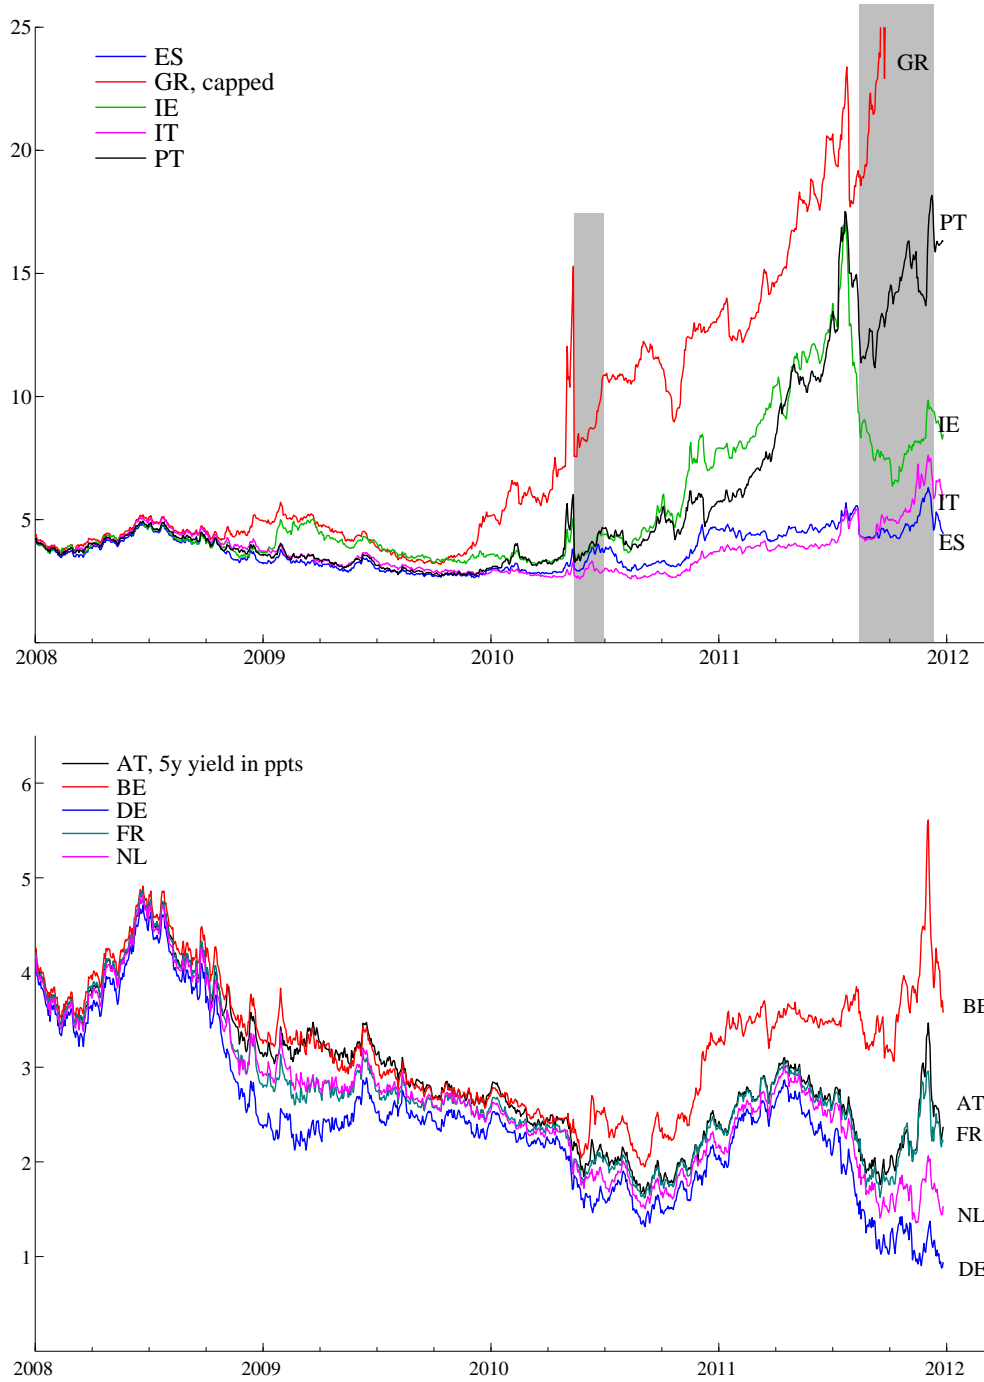 25
20
15
10
5
ES
GR, capped
IE
IT
PT
GR
PT
IE
IT
ES
2008
2009
2010
2011
2012
6
5
4
3
2
1
AT, 5y yield in ppts
BE
DE
FR
NL
BE
AT
FR
NL
DE
2008
2009
2010
2011
2012